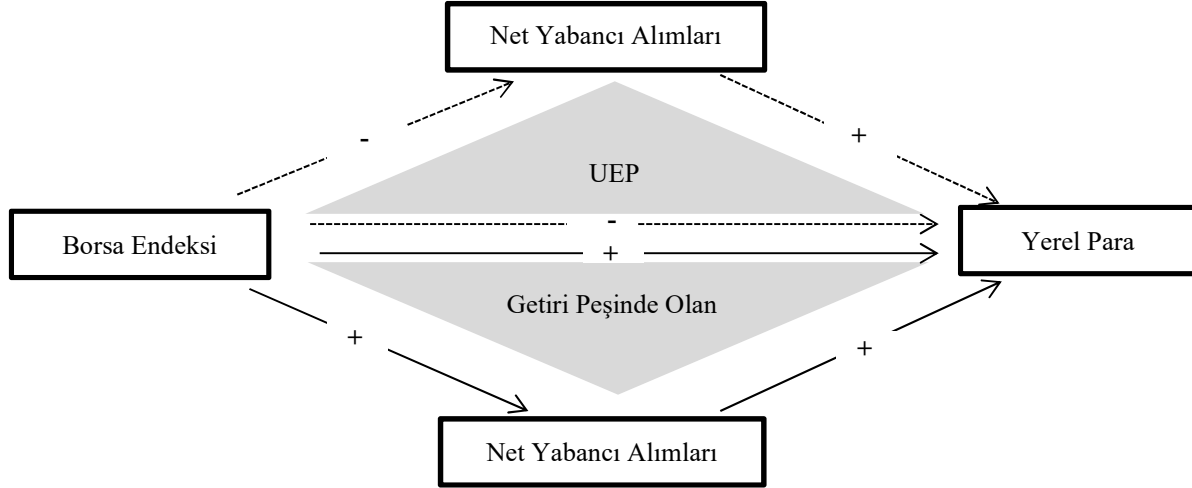 Net Yabancı Alımları
-
+
UEP
Borsa Endeksi
-
+
Yerel Para
Getiri Peşinde Olan
+
+
Net Yabancı Alımları